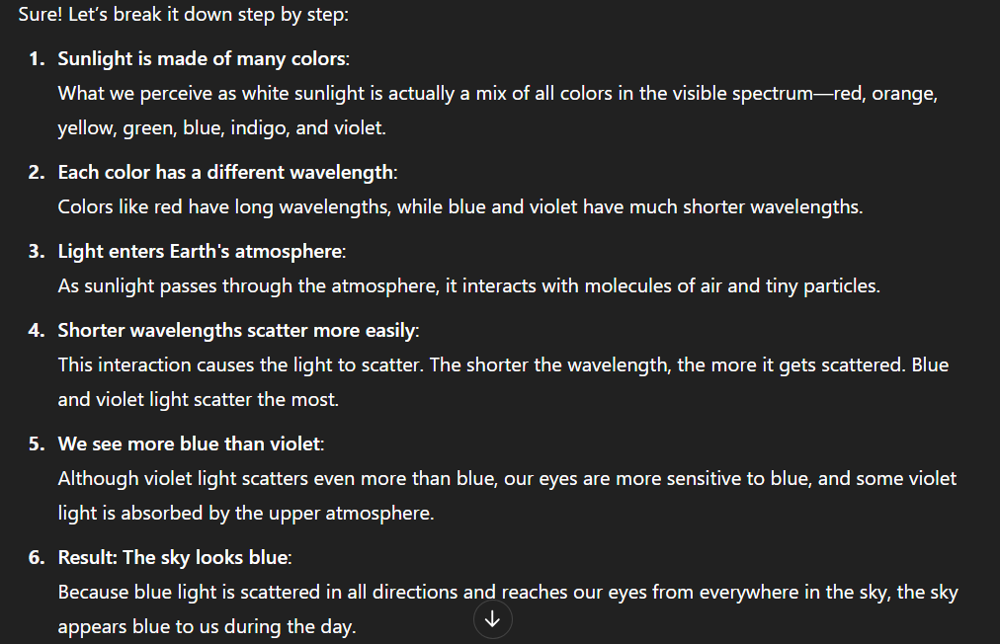 Sure! Let’s break it down step by step:
1. Sunlight is made of many colors:
What we perceive as white sunlight is actually a mix of all colors in the visible spectrum—red, orange,
yellow, green, blue, indigo, and violet.
2. Each color has a different wavelength:
Colors like red have long wavelengths, while blue and violet have much shorter wavelengths.
3. Light enters Earth's atmosphere:
As sunlight passes through the atmosphere, it interacts with molecules of air and tiny particles.
4. Shorter wavelengths scatter more easily:
This interaction causes the light to scatter. The shorter the wavelength, the more it gets scattered. Blue
and violet light scatter the most.
5. We see more blue than violet:
Although violet light scatters even more than blue, our eyes are more sensitive to blue, and some violet
light is absorbed by the upper atmosphere.
6. Result: The sky looks blue:
Because blue light is scattered in all directions and reaches our eyes from everywhere in the sky, the sky
appears blue to us during the day.